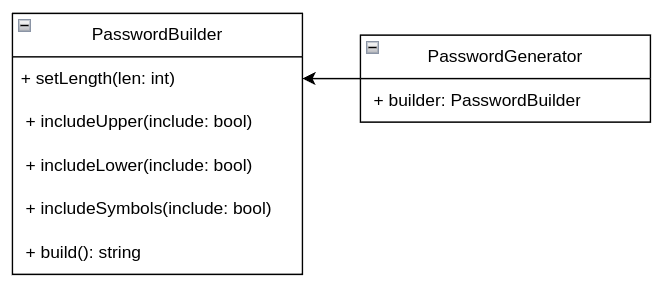 PasswordBuilder
+ setLength(len: int)
+ includeUpper(include: bool)
+ includeLower(include: bool)
+ includeSymbols(include: bool)
+ build(): string
PasswordGenerator
+ builder: PasswordBuilder